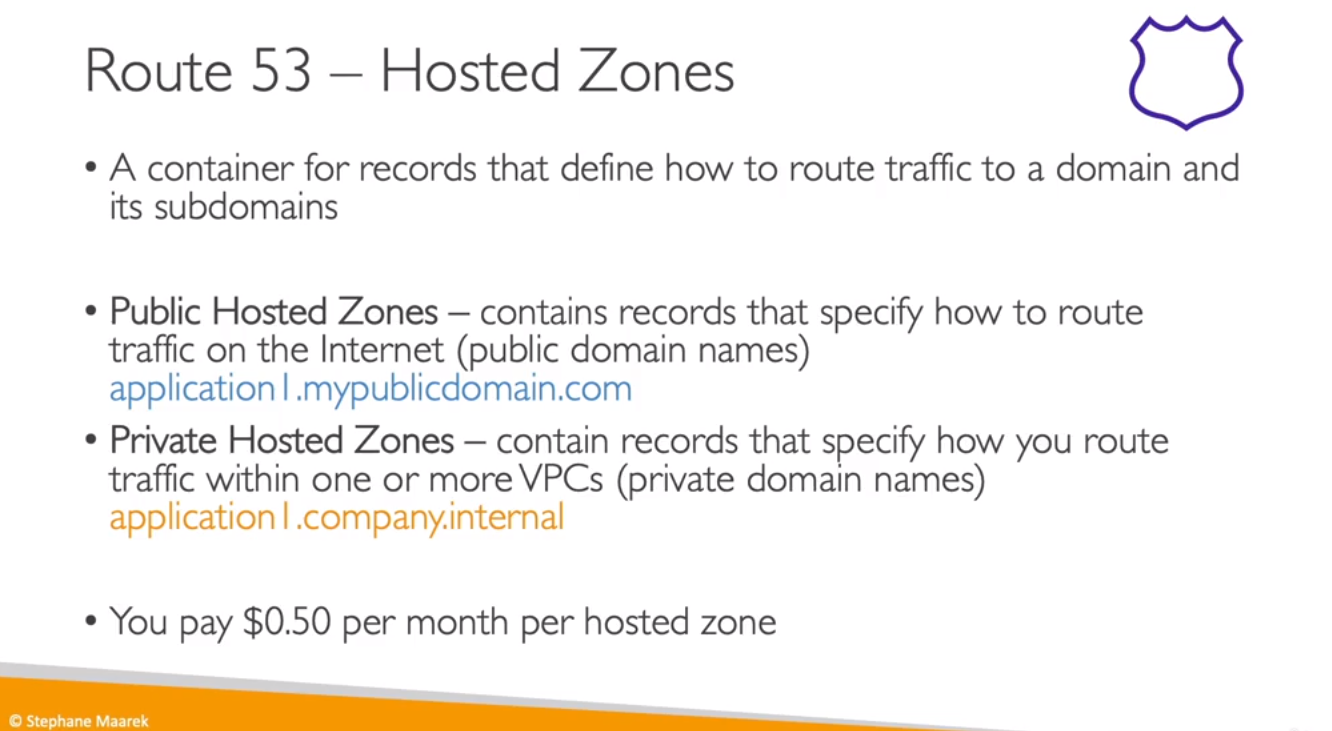 Route 53 – Hosted Zones
• A container for records that define how to route traffic to a domain and
its subdomains
• Public Hosted Zones – contains records that specify how to route
traffic on the Internet (public domain names)
application1.mypublicdomain.com
• Private Hosted Zones – contain records that specify how you route
traffic within one or more VPCs (private domain names)
application1.company.internal
• You pay $0.50 per month per hosted zone
© Stephane Maarek